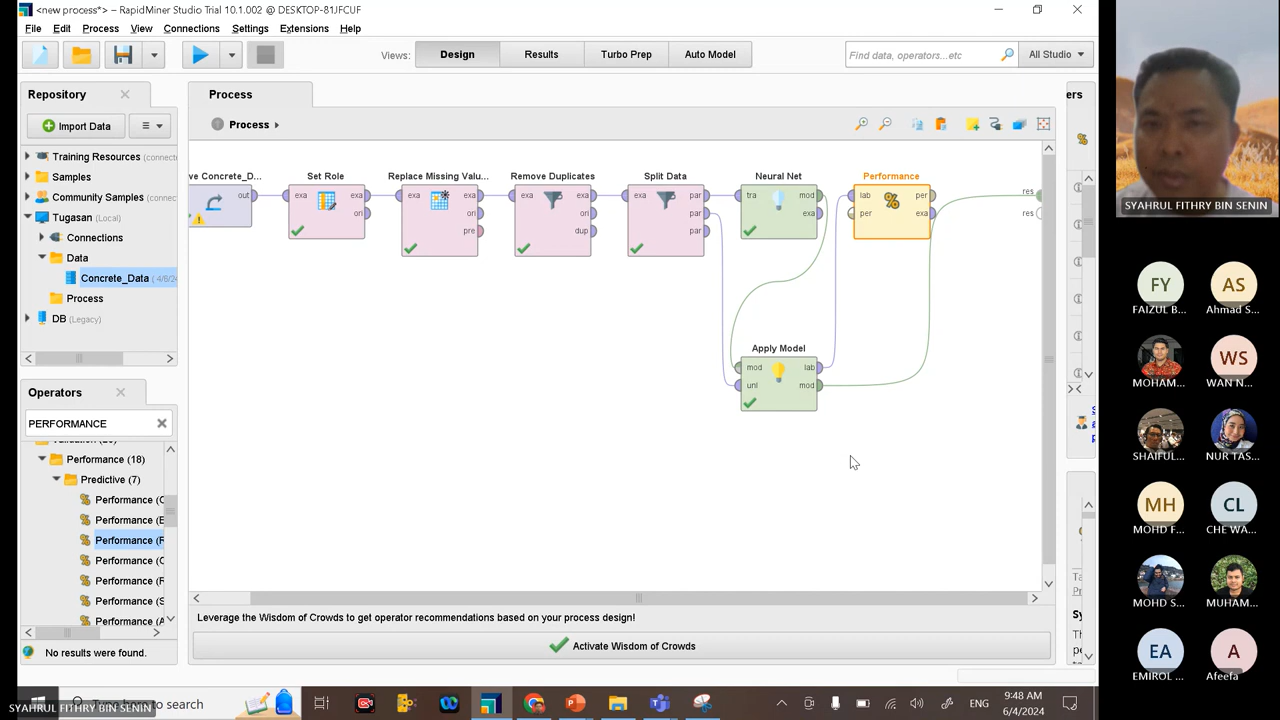 <new process*> – RapidMiner Studio Trial 10.1.002 @ DESKTOP-81JFCUF
File Edit Process View Connections Settings Extensions Help
Views: Design Results Turbo Prep Auto Model
Find data, operators...etc
All Studio
Repository
Import Data
Training Resources (connec
Samples
Community Samples (connec
Tugasan (Local)
Connections
Data
Concrete_Data
Process
DB (Legacy)
Operators
PERFORMANCE
Performance (18)
Predictive (7)
Performance (C
Performance (E
Performance (R
Performance (C
Performance (R
Performance (S
No results were found.
Process
Process
ve Concrete_D...
out
Set Role
exa exa
ori
Replace Missing Valu...
exa exa
ori
pre
Remove Duplicates
exa exa
ori
dup
Split Data
exa par
par
par
Neural Net
tra mod
exa
Performance
lab per
per exa
res
res
Apply Model
mod lab
unl mod
Leverage the Wisdom of Crowds to get operator recommendations based on your process design!
Activate Wisdom of Crowds
ers
SYAHRUL FITHRY BIN SENIN
FY
FAIZUL B...
AS
Ahmad S...
MOHAM...
WS
WAN N...
SHAIFUL...
NUR TAS...
MH
MOHD F...
CL
CHE WA...
MOHD S...
MUHAM...
EA
EMIROL ...
A
Afeefa
Type here to search
SYAHRUL FITHRY BIN SENIN
ENG
9:48 AM
6/4/2024